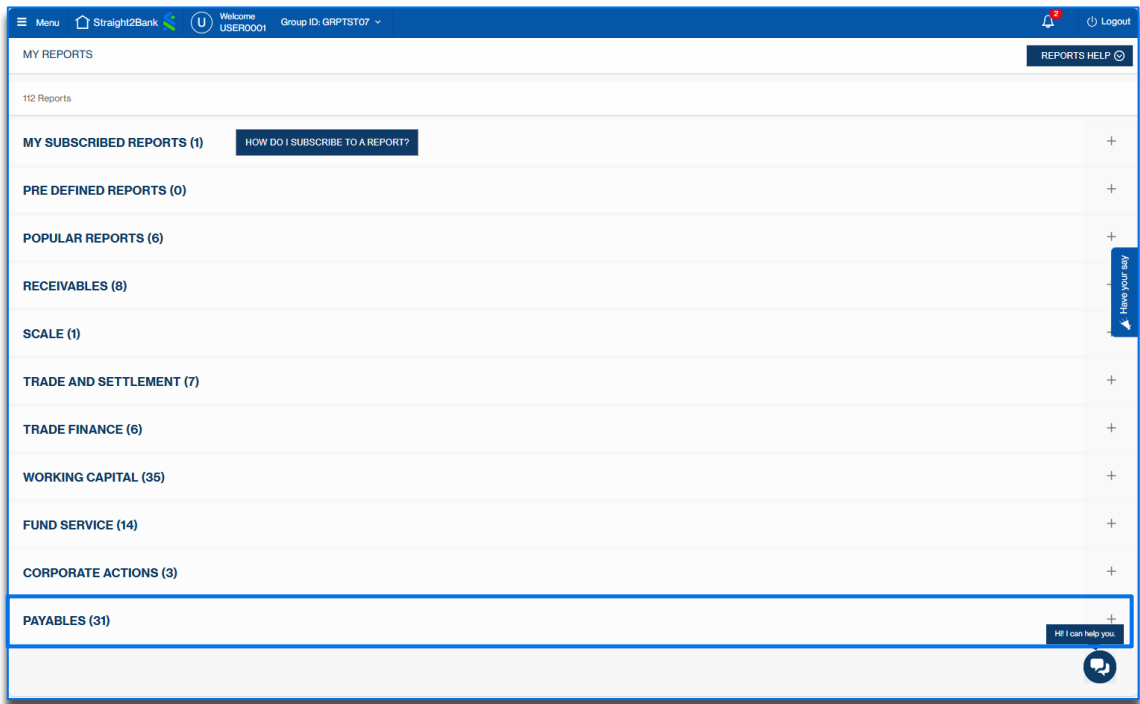 Menu
Straight2Bank
U
Welcome
USER0001
Group ID: GRPTST07
2
Logout
MY REPORTS
REPORTS HELP
112 Reports
MY SUBSCRIBED REPORTS (1)
HOW DO I SUBSCRIBE TO A REPORT?
PRE DEFINED REPORTS (0)
POPULAR REPORTS (6)
RECEIVABLES (8)
Have your say
SCALE (1)
TRADE AND SETTLEMENT (7)
TRADE FINANCE (6)
WORKING CAPITAL (35)
FUND SERVICE (14)
CORPORATE ACTIONS (3)
PAYABLES (31)
Hi! I can help you.